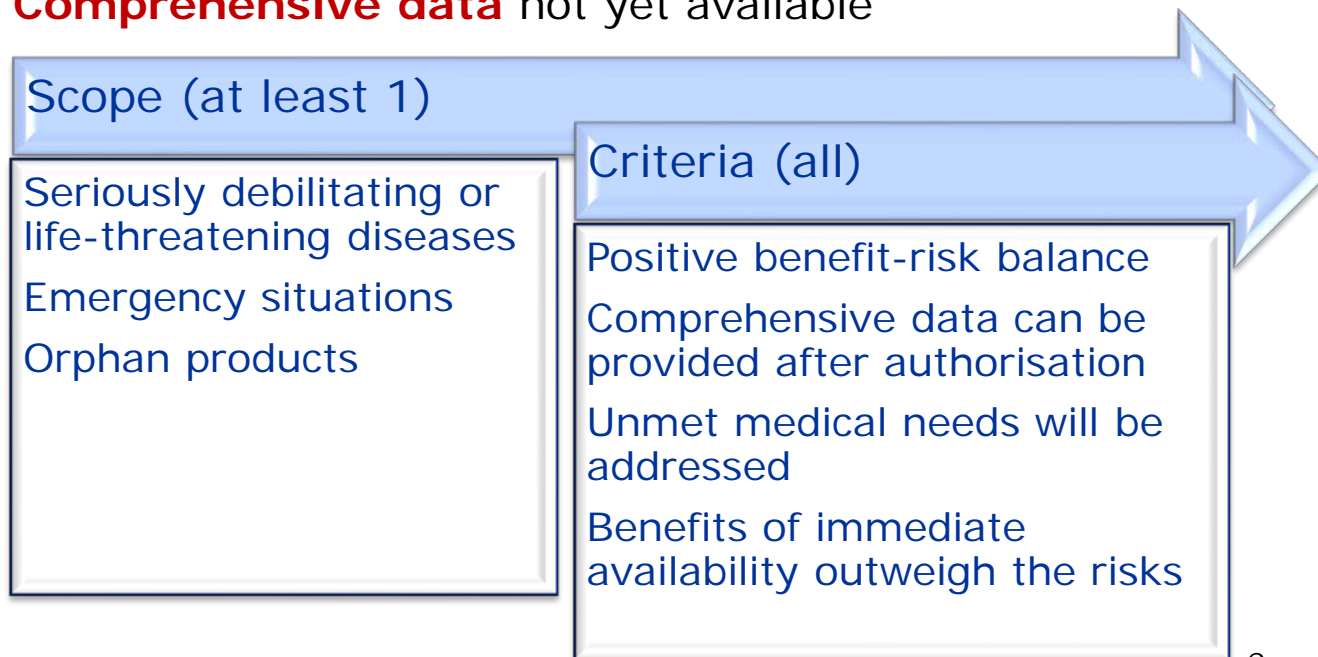 Comprehensive data not yet available
Scope (at least 1)
Seriously debilitating or
life-threatening diseases
Emergency situations
Orphan products
Criteria (all)
Positive benefit-risk balance
Comprehensive data can be
provided after authorisation
Unmet medical needs will be
addressed
Benefits of immediate
availability outweigh the risks